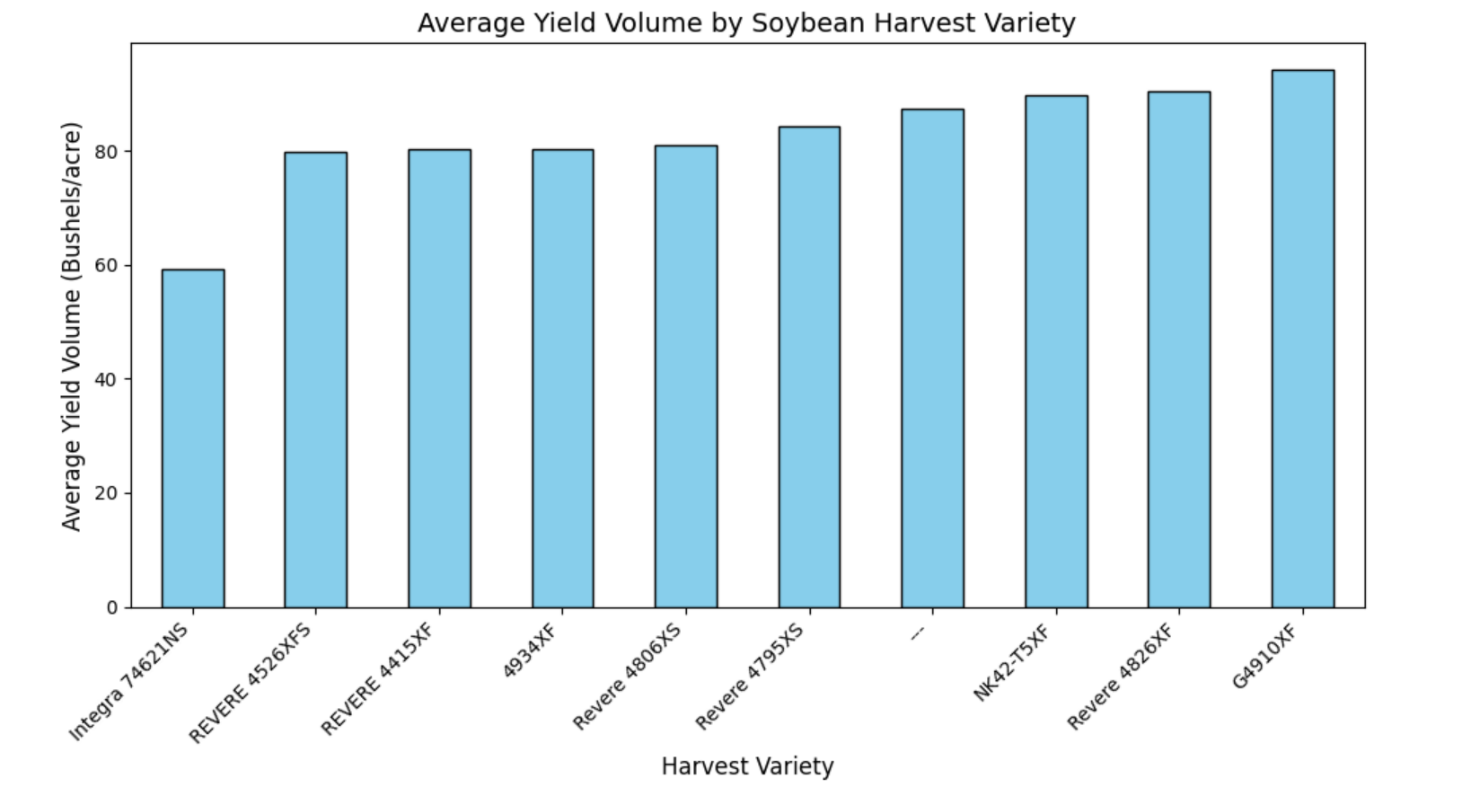 Average Yield Volume by Soybean Harvest Variety
Average Yield Volume (Bushels/acre)
80
60
40
20
0
Integra 74621NS
REVERE 4526XFS
REVERE 4415XF
4934XF
Revere 4806XS
Revere 4795XS
---
NK42-T5XF
Revere 4826XF
G4910XF
Harvest Variety